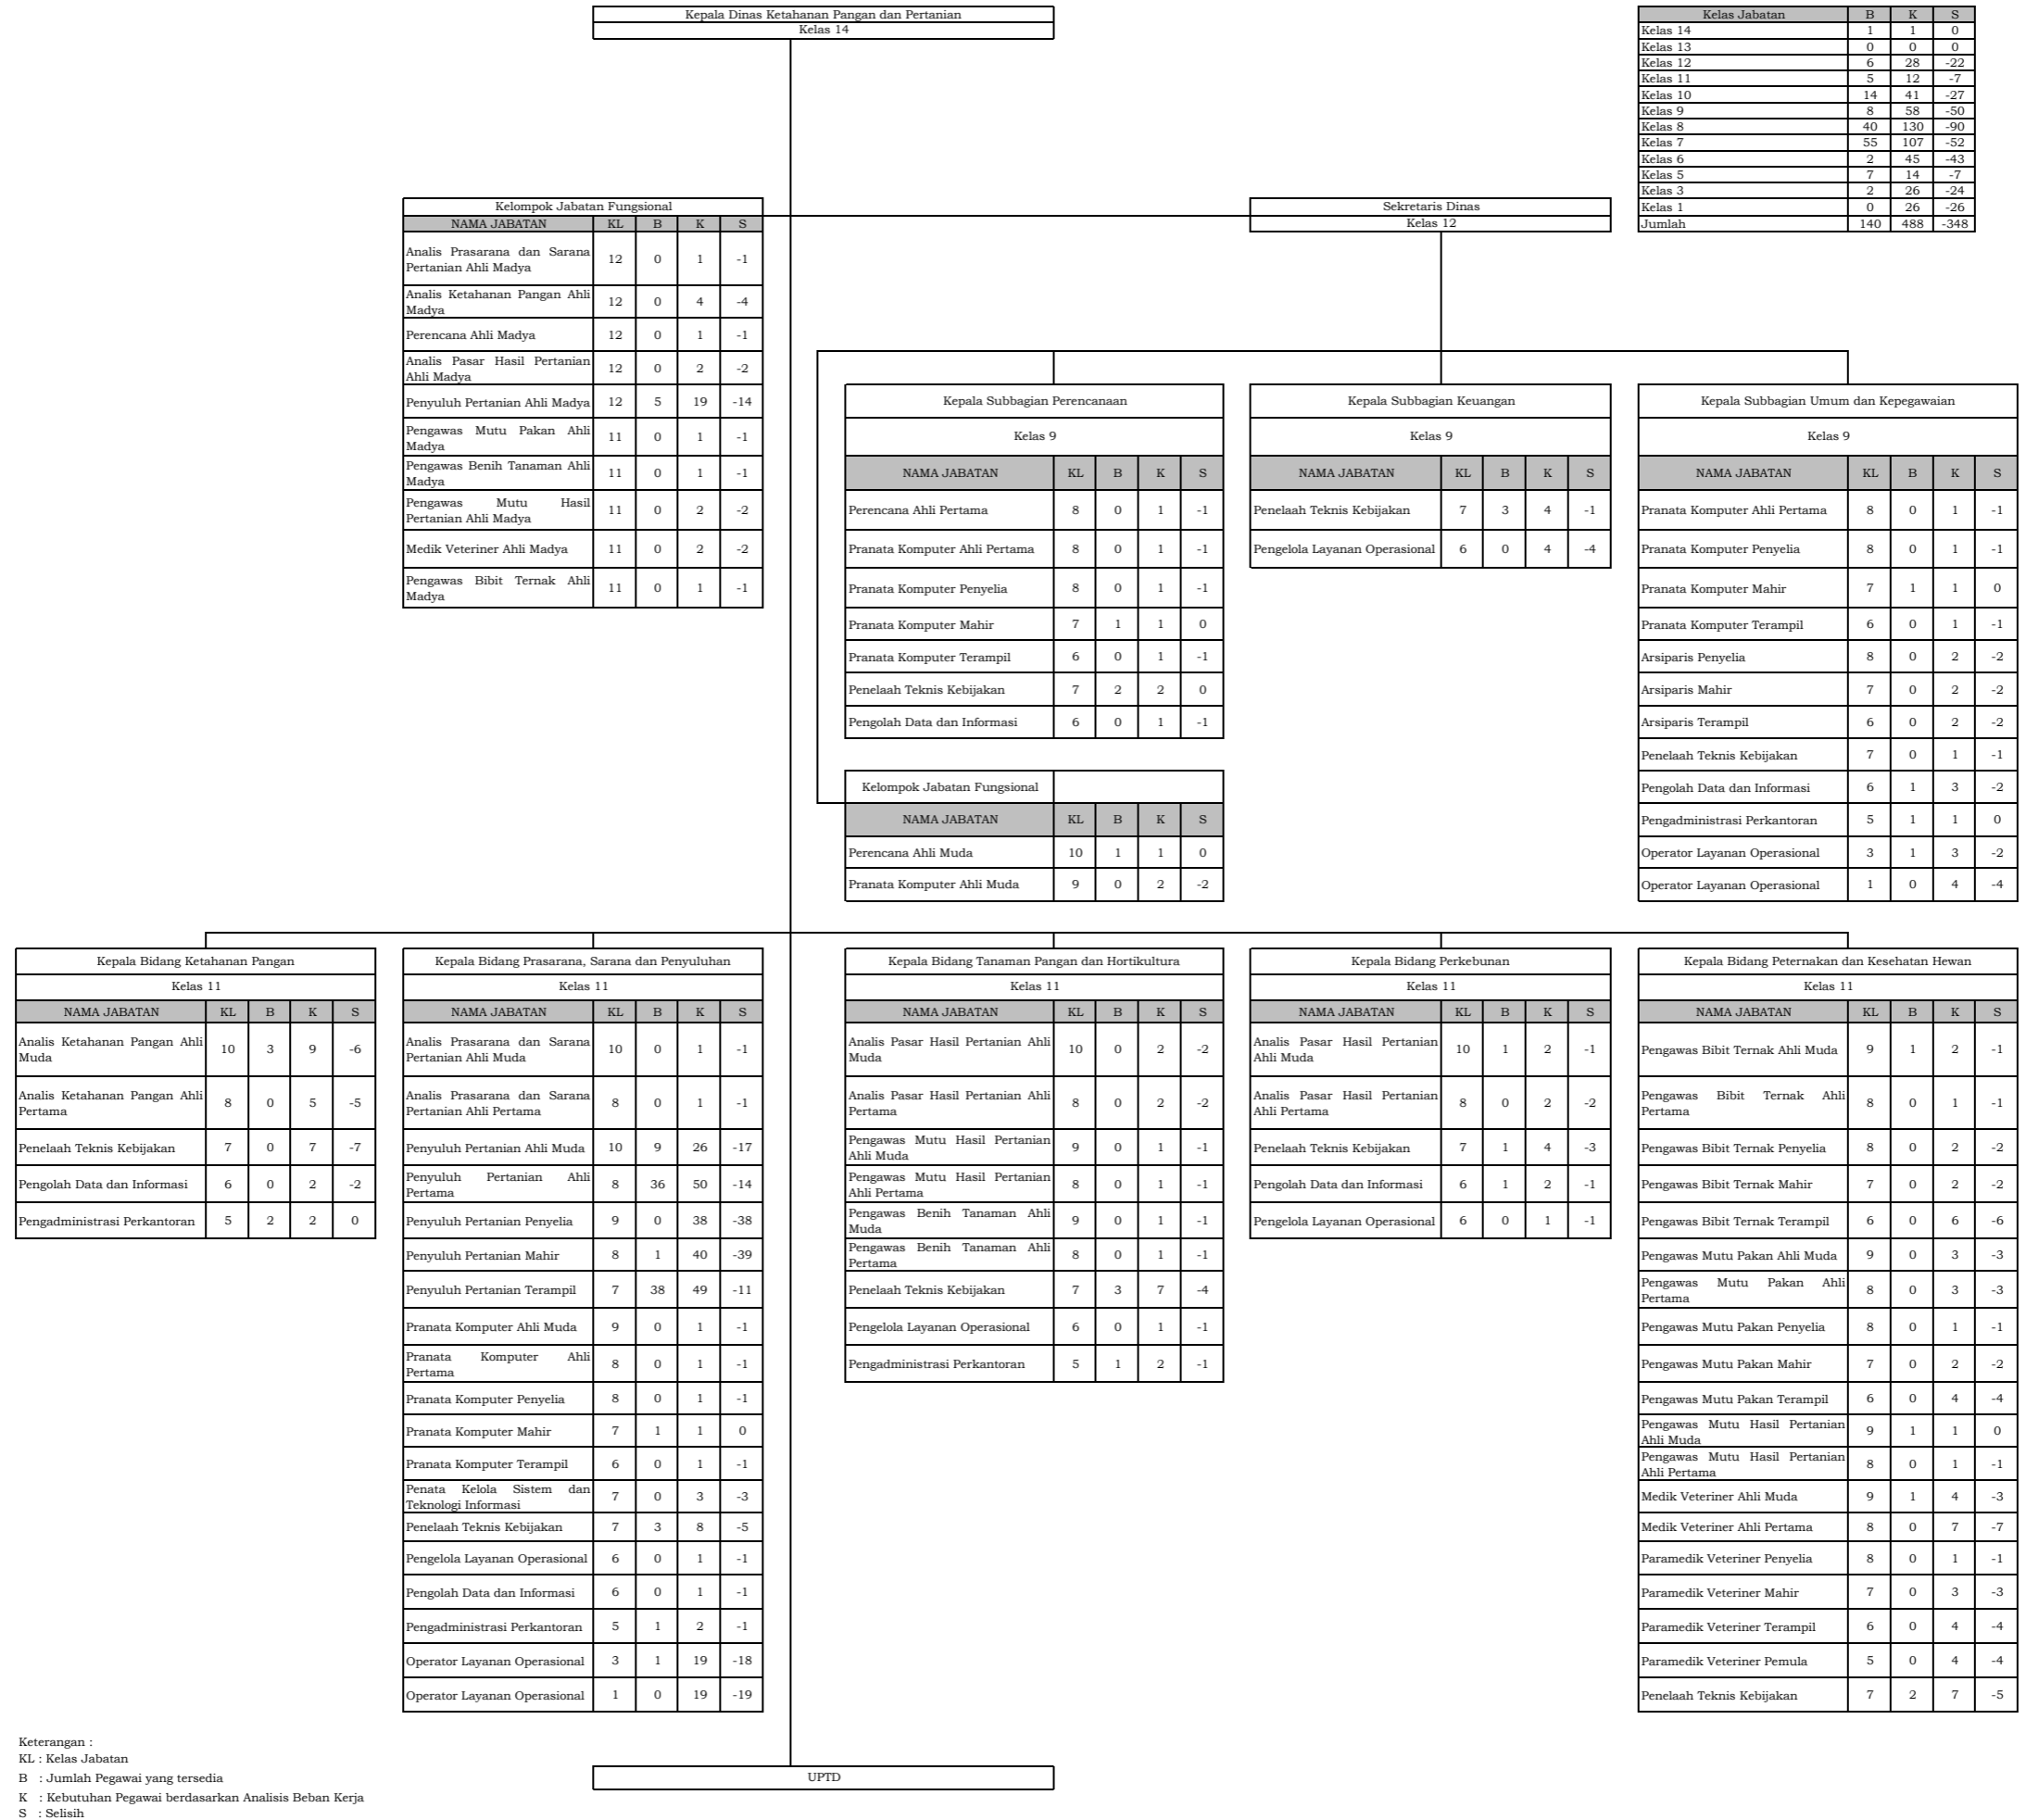 Kepala Dinas Ketahanan Pangan dan Pertanian
Kelas 14
Kelas Jabatan B K S
Kelas 14 1 1 0
Kelas 13 0 0 0
Kelas 12 6 28 -22
Kelas 11 5 12 -7
Kelas 10 14 41 -27
Kelas 9 8 58 -50
Kelas 8 40 130 -90
Kelas 7 55 107 -52
Kelas 6 2 45 -43
Kelas 5 7 14 -7
Kelas 3 2 26 -24
Kelas 1 0 26 -26
Jumlah 140 488 -348
Kelompok Jabatan Fungsional
NAMA JABATAN KL B K S
Analis Prasarana dan Sarana
Pertanian Ahli Madya 12 0 1 -1
Analis Ketahanan Pangan Ahli
Madya 12 0 4 -4
Perencana Ahli Madya 12 0 1 -1
Analis Pasar Hasil Pertanian
Ahli Madya 12 0 2 -2
Penyuluh Pertanian Ahli Madya 12 5 19 -14
Pengawas Mutu Pakan Ahli
Madya 11 0 1 -1
Pengawas Benih Tanaman Ahli
Madya 11 0 1 -1
Pengawas Mutu Hasil
Pertanian Ahli Madya 11 0 2 -2
Medik Veteriner Ahli Madya 11 0 2 -2
Pengawas Bibit Ternak Ahli
Madya 11 0 1 -1
Sekretaris Dinas
Kelas 12
Kepala Subbagian Perencanaan
Kelas 9
NAMA JABATAN KL B K S
Perencana Ahli Pertama 8 0 1 -1
Pranata Komputer Ahli Pertama 8 0 1 -1
Pranata Komputer Penyelia 8 0 1 -1
Pranata Komputer Mahir 7 1 1 0
Pranata Komputer Terampil 6 0 1 -1
Penelaah Teknis Kebijakan 7 2 2 0
Pengolah Data dan Informasi 6 0 1 -1
Kelompok Jabatan Fungsional
NAMA JABATAN KL B K S
Perencana Ahli Muda 10 1 1 0
Pranata Komputer Ahli Muda 9 0 2 -2
Kepala Subbagian Keuangan
Kelas 9
NAMA JABATAN KL B K S
Penelaah Teknis Kebijakan 7 3 4 -1
Pengelola Layanan Operasional 6 0 4 -4
Kepala Subbagian Umum dan Kepegawaian
Kelas 9
NAMA JABATAN KL B K S
Pranata Komputer Ahli Pertama 8 0 1 -1
Pranata Komputer Penyelia 8 0 1 -1
Pranata Komputer Mahir 7 1 1 0
Pranata Komputer Terampil 6 0 1 -1
Arsiparis Penyelia 8 0 2 -2
Arsiparis Mahir 7 0 2 -2
Arsiparis Terampil 6 0 2 -2
Penelaah Teknis Kebijakan 7 0 1 -1
Pengolah Data dan Informasi 6 1 3 -2
Pengadministrasi Perkantoran 5 1 1 0
Operator Layanan Operasional 3 1 3 -2
Operator Layanan Operasional 1 0 4 -4
Kepala Bidang Ketahanan Pangan
Kelas 11
NAMA JABATAN KL B K S
Analis Ketahanan Pangan Ahli
Muda 10 3 9 -6
Analis Ketahanan Pangan Ahli
Pertama 8 0 5 -5
Penelaah Teknis Kebijakan 7 0 7 -7
Pengolah Data dan Informasi 6 0 2 -2
Pengadministrasi Perkantoran 5 2 2 0
Kepala Bidang Prasarana, Sarana dan Penyuluhan
Kelas 11
NAMA JABATAN KL B K S
Analis Prasarana dan Sarana
Pertanian Ahli Muda 10 0 1 -1
Analis Prasarana dan Sarana
Pertanian Ahli Pertama 8 0 1 -1
Penyuluh Pertanian Ahli Muda 10 9 26 -17
Penyuluh Pertanian Ahli
Pertama 8 36 50 -14
Penyuluh Pertanian Penyelia 9 0 38 -38
Penyuluh Pertanian Mahir 8 1 40 -39
Penyuluh Pertanian Terampil 7 38 49 -11
Pranata Komputer Ahli Muda 9 0 1 -1
Pranata Komputer Ahli
Pertama 8 0 1 -1
Pranata Komputer Penyelia 8 0 1 -1
Pranata Komputer Mahir 7 1 1 0
Pranata Komputer Terampil 6 0 1 -1
Penata Kelola Sistem dan
Teknologi Informasi 7 0 3 -3
Penelaah Teknis Kebijakan 7 3 8 -5
Pengelola Layanan Operasional 6 0 1 -1
Pengolah Data dan Informasi 6 0 1 -1
Pengadministrasi Perkantoran 5 1 2 -1
Operator Layanan Operasional 3 1 19 -18
Operator Layanan Operasional 1 0 19 -19
Kepala Bidang Tanaman Pangan dan Hortikultura
Kelas 11
NAMA JABATAN KL B K S
Analis Pasar Hasil Pertanian Ahli
Muda 10 0 2 -2
Analis Pasar Hasil Pertanian Ahli
Pertama 8 0 2 -2
Pengawas Mutu Hasil Pertanian
Ahli Muda 9 0 1 -1
Pengawas Mutu Hasil Pertanian
Ahli Pertama 8 0 1 -1
Pengawas Benih Tanaman Ahli
Muda 9 0 1 -1
Pengawas Benih Tanaman Ahli
Pertama 8 0 1 -1
Penelaah Teknis Kebijakan 7 3 7 -4
Pengelola Layanan Operasional 6 0 1 -1
Pengadministrasi Perkantoran 5 1 2 -1
Kepala Bidang Perkebunan
Kelas 11
NAMA JABATAN KL B K S
Analis Pasar Hasil Pertanian
Ahli Muda 10 1 2 -1
Analis Pasar Hasil Pertanian
Ahli Pertama 8 0 2 -2
Penelaah Teknis Kebijakan 7 1 4 -3
Pengolah Data dan Informasi 6 1 2 -1
Pengelola Layanan Operasional 6 0 1 -1
Kepala Bidang Peternakan dan Kesehatan Hewan
Kelas 11
NAMA JABATAN KL B K S
Pengawas Bibit Ternak Ahli Muda 9 1 2 -1
Pengawas Bibit Ternak Ahli
Pertama 8 0 1 -1
Pengawas Bibit Ternak Penyelia 8 0 2 -2
Pengawas Bibit Ternak Mahir 7 0 2 -2
Pengawas Bibit Ternak Terampil 6 0 6 -6
Pengawas Mutu Pakan Ahli Muda 9 0 3 -3
Pengawas Mutu Pakan Ahli
Pertama 8 0 3 -3
Pengawas Mutu Pakan Penyelia 8 0 1 -1
Pengawas Mutu Pakan Mahir 7 0 2 -2
Pengawas Mutu Pakan Terampil 6 0 4 -4
Pengawas Mutu Hasil Pertanian
Ahli Muda 9 1 1 0
Pengawas Mutu Hasil Pertanian
Ahli Pertama 8 0 1 -1
Medik Veteriner Ahli Muda 9 1 4 -3
Medik Veteriner Ahli Pertama 8 0 7 -7
Paramedik Veteriner Penyelia 8 0 1 -1
Paramedik Veteriner Mahir 7 0 3 -3
Paramedik Veteriner Terampil 6 0 4 -4
Paramedik Veteriner Pemula 5 0 4 -4
Penelaah Teknis Kebijakan 7 2 7 -5
Keterangan :
KL : Kelas Jabatan
B : Jumlah Pegawai yang tersedia
K : Kebutuhan Pegawai berdasarkan Analisis Beban Kerja
S : Selisih
UPTD